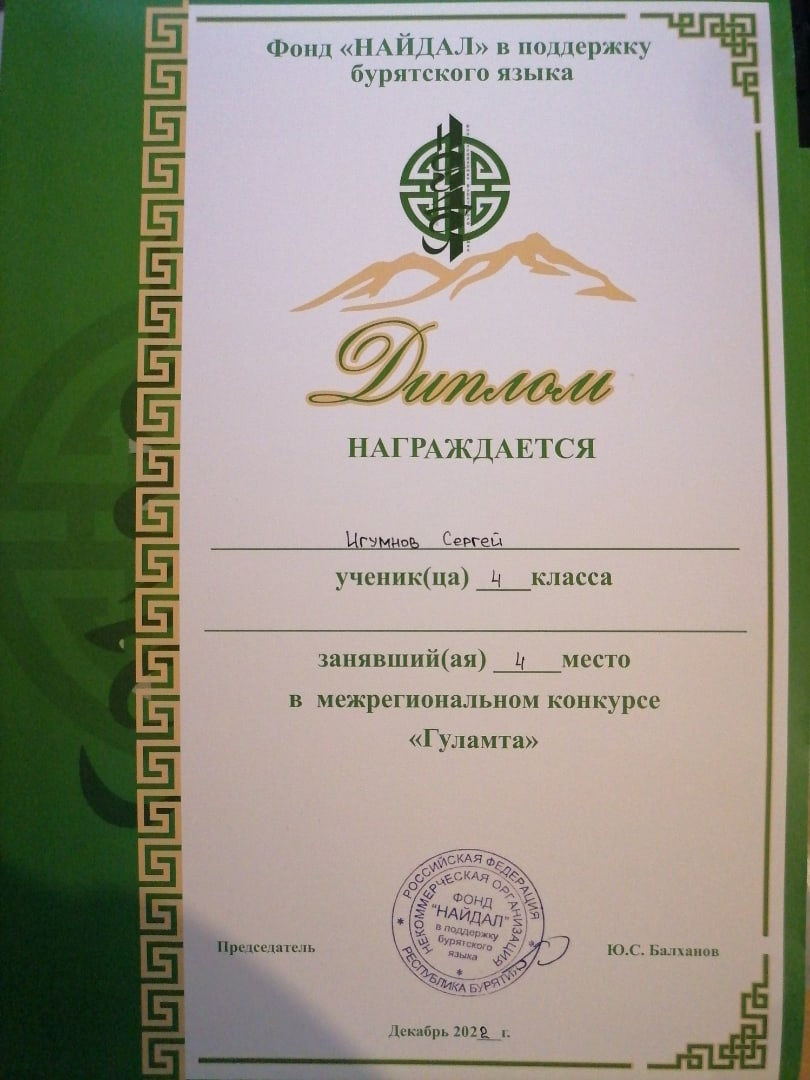 Фонд «НАЙДАЛ» в поддержку
бурятского языка
Диплом
НАГРАЖДАЕТСЯ
Игумнов Сергей
ученик(ца) 4 класса
занявший(ая) 4 место
в межрегиональном конкурсе
«Гуламта»
РОССИЙСКАЯ ФЕДЕРАЦИЯ
НЕКОММЕРЧЕСКАЯ ОРГАНИЗАЦИЯ
ФОНД
"НАЙДАЛ"
в поддержку
бурятского
языка
РЕСПУБЛИКА БУРЯТИЯ
Председатель
Ю.С. Балханов
Декабрь 2022 г.